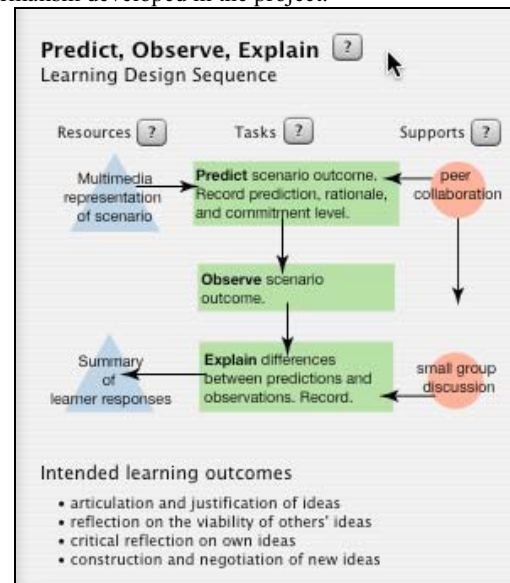 rmalism developed in the project.
Predict, Observe, Explain ?
Learning Design Sequence
Resources ? Tasks ? Supports ?
Multimedia
representation
of scenario
Predict scenario outcome.
Record prediction, rationale,
and commitment level.
peer
collaboration
Observe scenario
outcome.
Summary
of
learner responses
Explain differences
between predictions and
observations. Record.
small group
discussion
Intended learning outcomes
• articulation and justification of ideas
• reflection on the viability of others' ideas
• critical reflection on own ideas
• construction and negotiation of new ideas